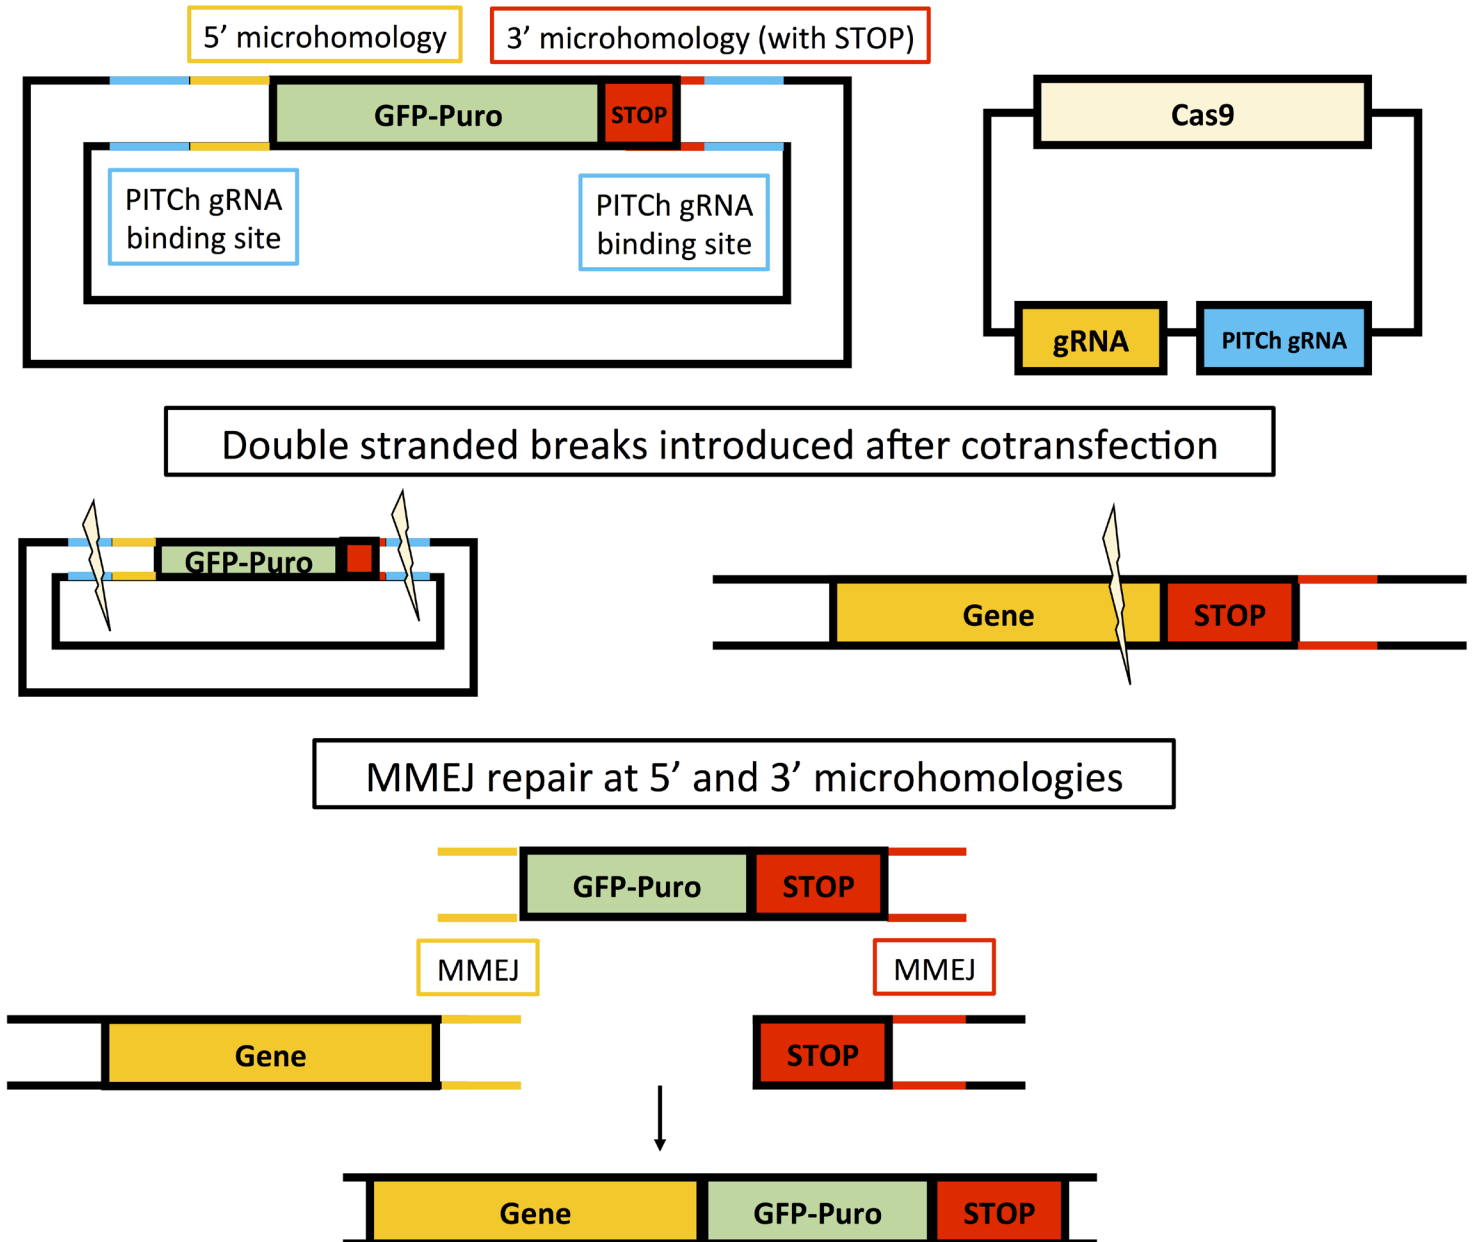 5’ microhomology
3’ microhomology (with STOP)
GFP-Puro
STOP
Cas9
PITCh gRNA
binding site
PITCh gRNA
binding site
gRNA
PITCh gRNA
Double stranded breaks introduced after cotransfection
GFP-Puro
Gene
STOP
MMEJ repair at 5’ and 3’ microhomologies
GFP-Puro
STOP
MMEJ
MMEJ
Gene
STOP
Gene
GFP-Puro
STOP